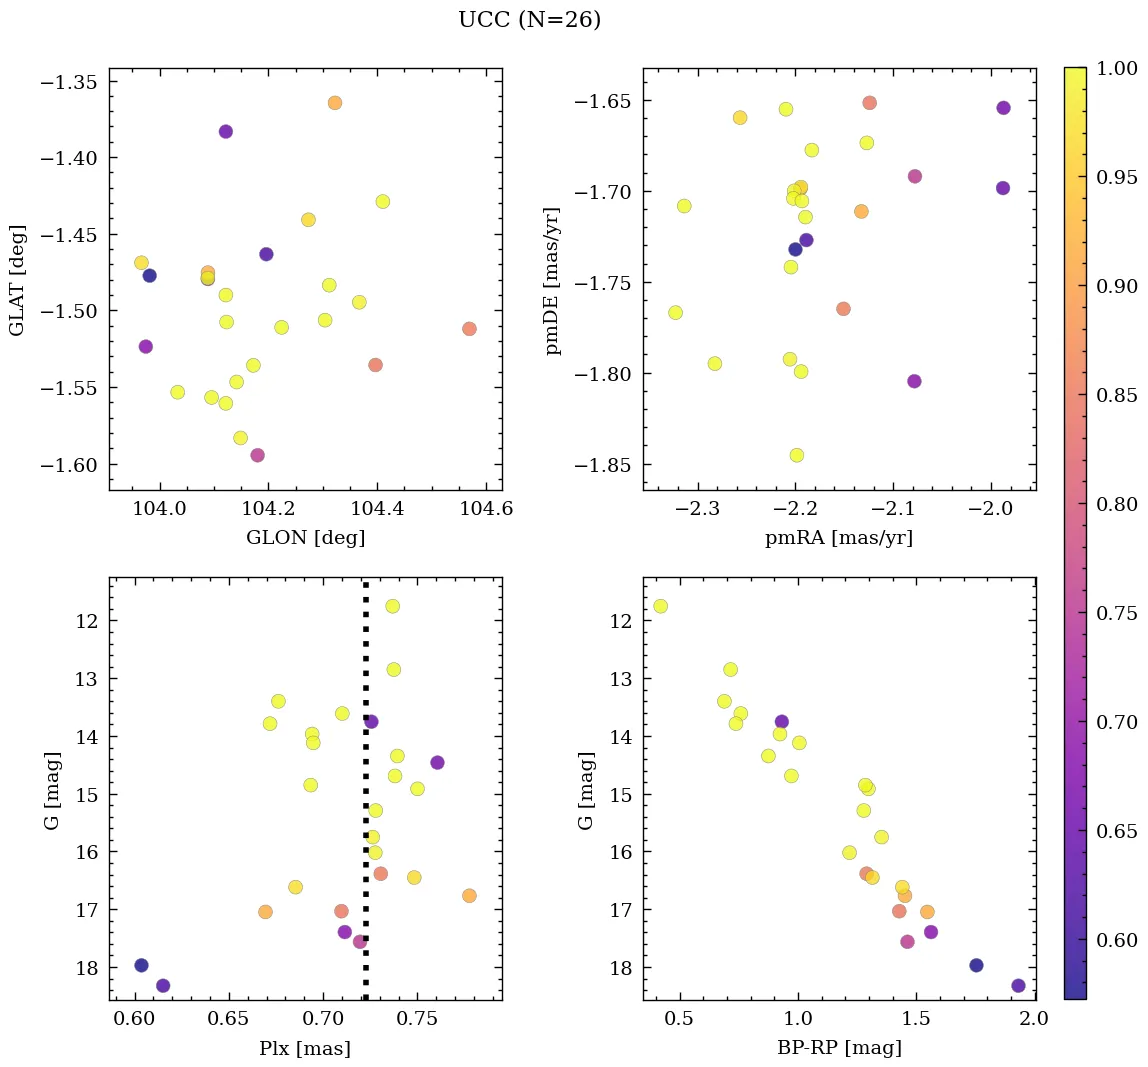 UCC (N=26)
−1.35
−1.40
−1.45
−1.50
−1.55
−1.60
GLAT [deg]
104.0 104.2 104.4 104.6
GLON [deg]
−1.65
−1.70
−1.75
−1.80
−1.85
pmDE [mas/yr]
−2.3 −2.2 −2.1 −2.0
pmRA [mas/yr]
12
13
14
15
16
17
18
G [mag]
0.60 0.65 0.70 0.75
Plx [mas]
12
13
14
15
16
17
18
G [mag]
0.5 1.0 1.5 2.0
BP-RP [mag]
1.00
0.95
0.90
0.85
0.80
0.75
0.70
0.65
0.60